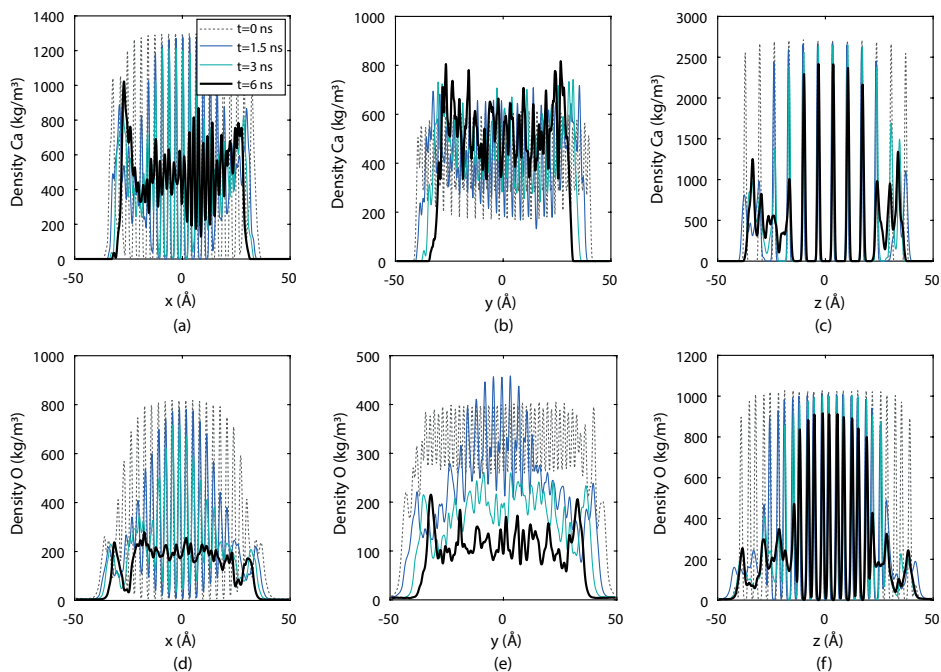 t=0 ns
t=1.5 ns
t=3 ns
t=6 ns
Density Ca (kg/m³)
1400
1200
1000
800
600
400
200
0
-50
0
50
x (Å)
(a)
Density Ca (kg/m³)
1000
800
600
400
200
0
-50
0
50
y (Å)
(b)
Density Ca (kg/m³)
3000
2500
2000
1500
1000
500
0
-50
0
50
z (Å)
(c)
Density O (kg/m³)
1000
800
600
400
200
0
-50
0
50
x (Å)
(d)
Density O (kg/m³)
500
400
300
200
100
0
-50
0
50
y (Å)
(e)
Density O (kg/m³)
1200
1000
800
600
400
200
0
-50
0
50
z (Å)
(f)